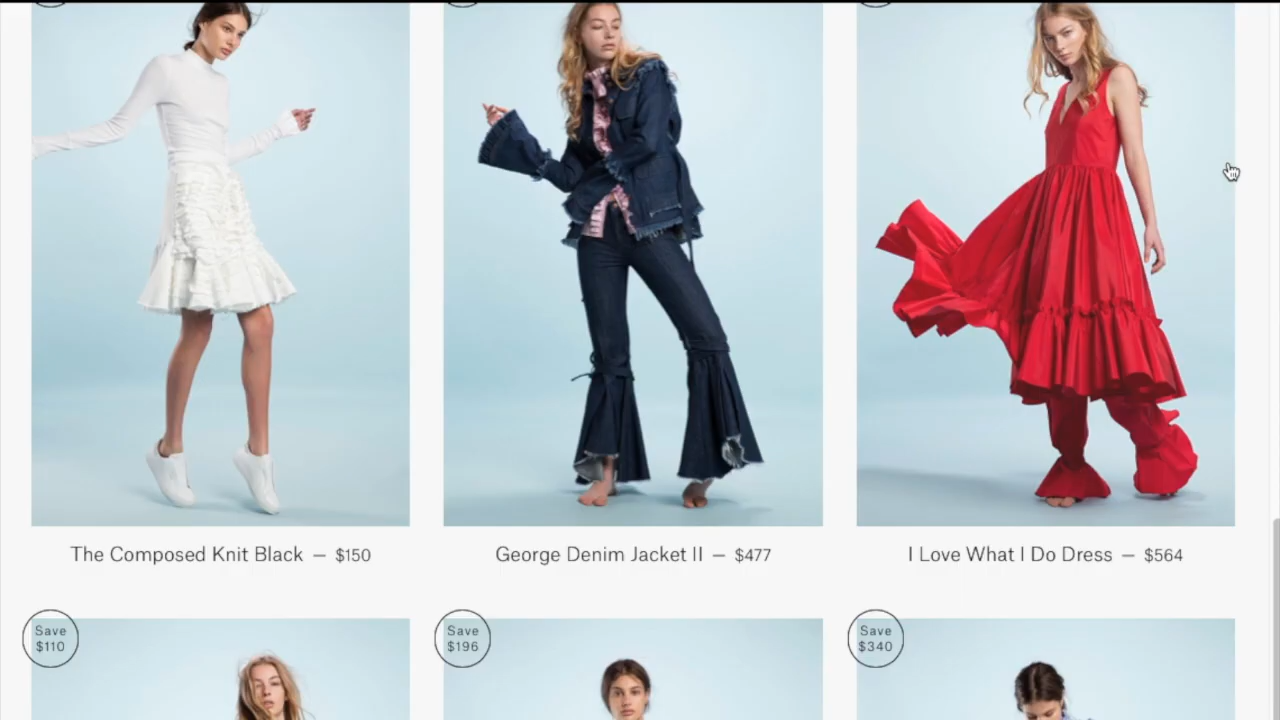 The Composed Knit Black — $150
George Denim Jacket II — $477
I Love What I Do Dress — $564
Save
$110
Save
$196
Save
$340